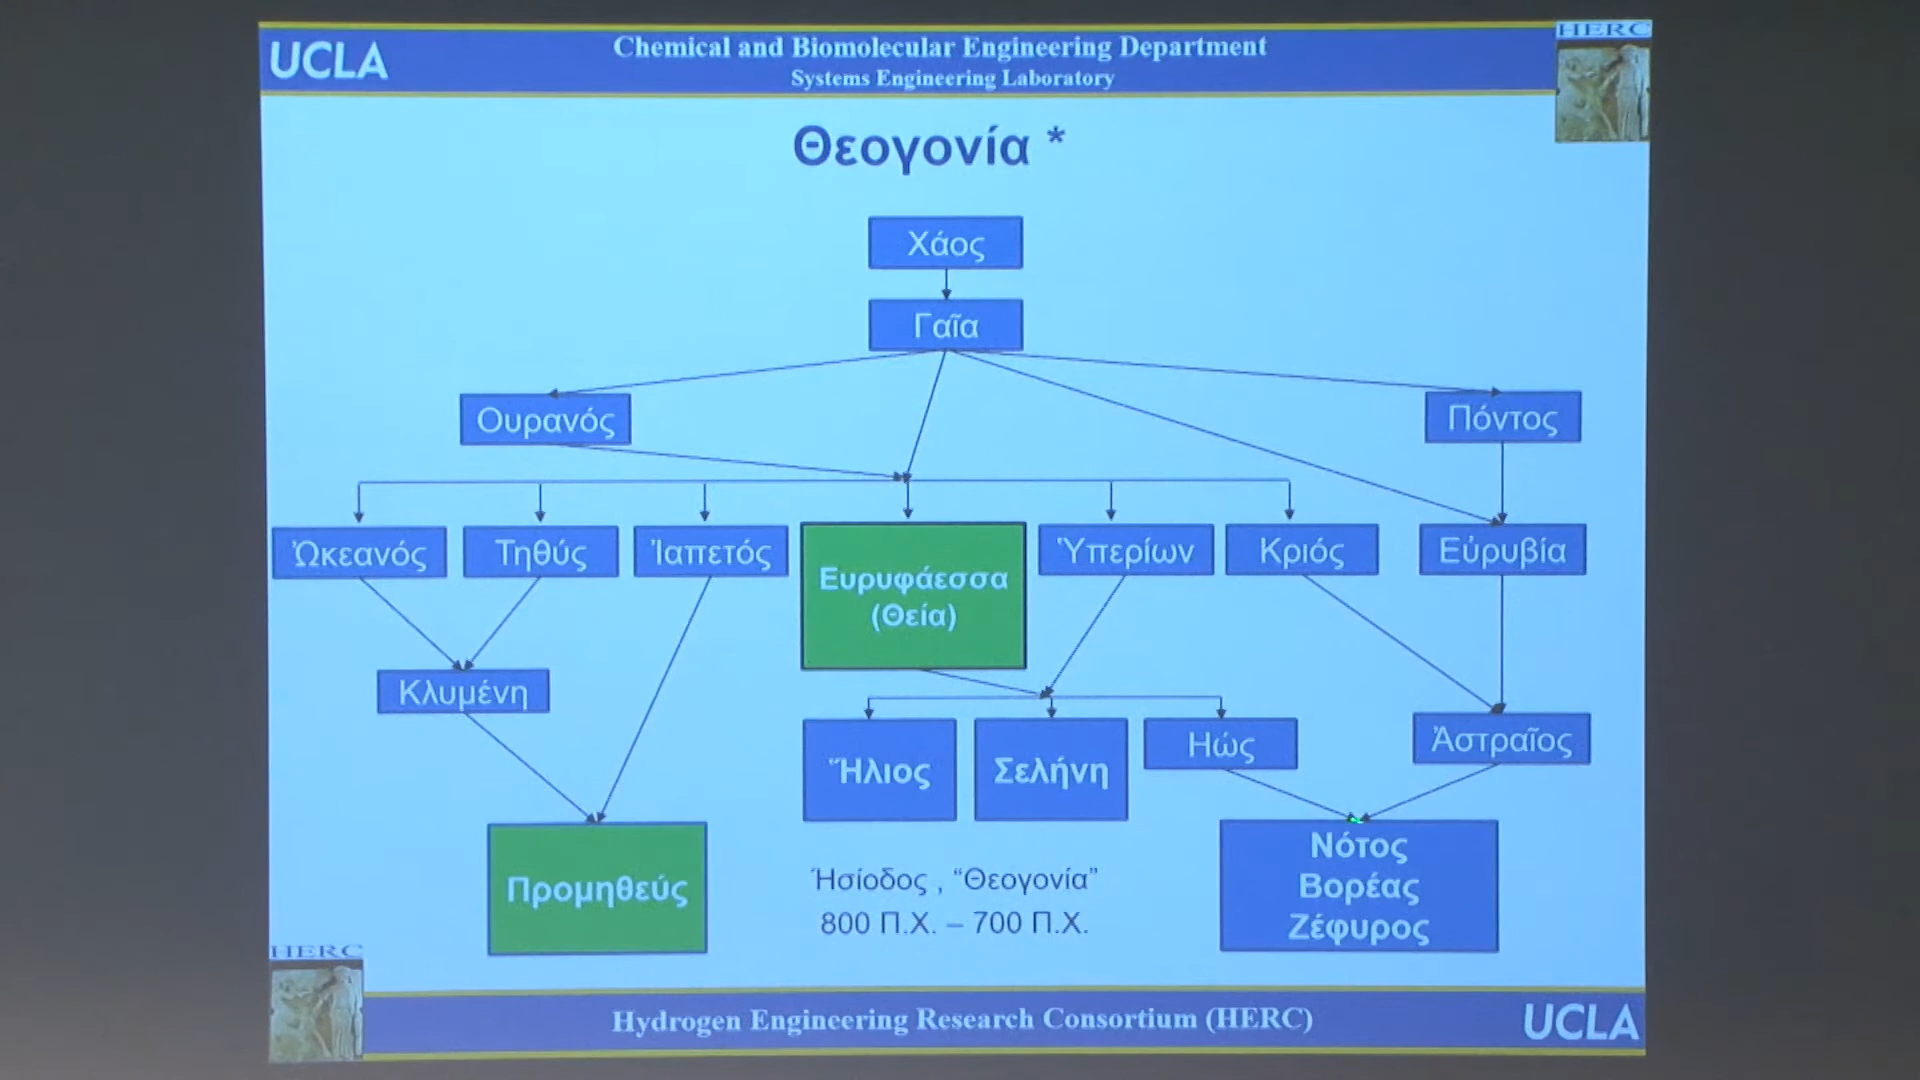 UCLA
Chemical and Biomolecular Engineering Department
Systems Engineering Laboratory
HERC
Θεογονία *
Χάος
Γαῖα
Ουρανός
Πόντος
Ὠκεανός
Τηθύς
Ἰαπετός
Ευρυφάεσσα
(Θεία)
Ὑπερίων
Κριός
Εὐρυβία
Κλυμένη
Ἥλιος
Σελήνη
Ηώς
Ἀστραῖος
Προμηθεύς
Ἡσίοδος , “Θεογονία”
800 Π.Χ. – 700 Π.Χ.
Νότος
Βορέας
Ζέφυρος
HERC
Hydrogen Engineering Research Consortium (HERC)
UCLA